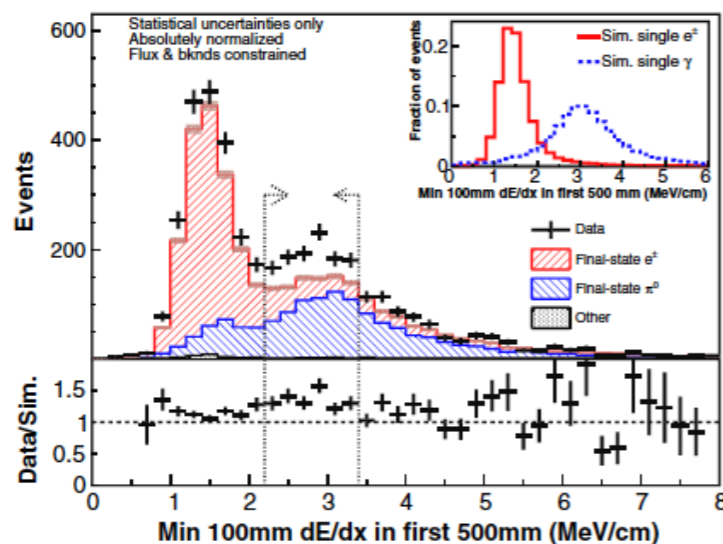 600
400
200
Events
Statistical uncertainties only
Absolutely normalized
Flux & bknds constrained
0.2
0.1
0
Fraction of events
Sim. single e±
Sim. single γ
0 1 2 3 4 5 6
Min 100mm dE/dx in first 500 mm (MeV/cm)
Data
Final-state e±
Final-state π⁰
Other
1.5
1
0.5
0
Data/Sim.
0 1 2 3 4 5 6 7 8
Min 100mm dE/dx in first 500mm (MeV/cm)